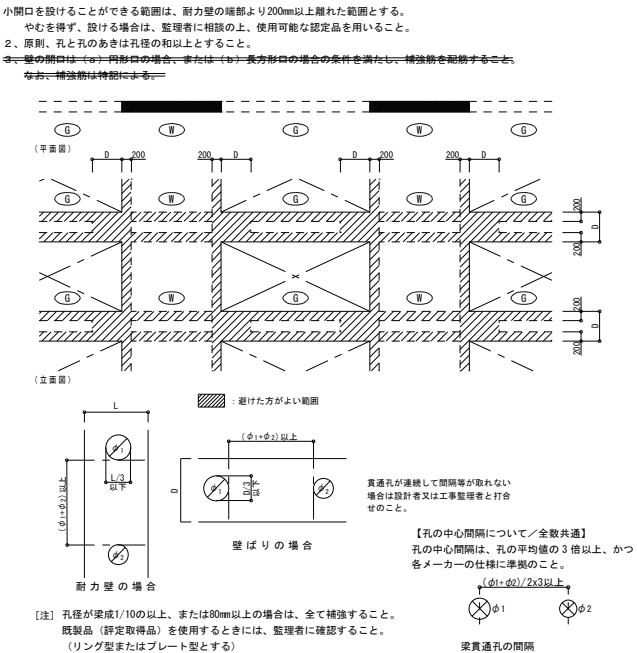 小開口を設けることができる範囲は、耐力壁の端部より200mm以上離れた範囲とする。
やむを得ず、設ける場合は、監理者に相談の上、使用可能な認定品を用いること。
２、原則、孔と孔のあきは孔径の和以上とすること。
３、壁の開口は（ａ）円形口の場合、または（ｂ）長方形口の場合の条件を満たし、補強筋を配筋すること。
なお、補強筋は特記による。
G W G W G
（平面図）
D 200 200 D D 200 200 D
G W G W G
200
D
200
G W G W G
200
D
200
（立面図）
：避けた方がよい範囲
L
φ1
L/3
以下
(φ1+φ2)以上
φ2
耐力壁の場合
(φ1+φ2)以上
D
φ1
D/3
以下
φ2
壁ばりの場合
貫通孔が連続して間隔等が取れない
場合は設計者又は工事監理者と打合
せのこと。
【孔の中心間隔について／全数共通】
孔の中心間隔は、孔の平均値の３倍以上、かつ
各メーカーの仕様に準拠のこと。
(φ1+φ2)/2x3以上
φ1 φ2
梁貫通孔の間隔
[注] 孔径が梁成1/10の以上、または80mm以上の場合は、全て補強すること。
既製品（評定取得品）を使用するときには、監理者に確認すること。
（リング型またはプレート型とする）